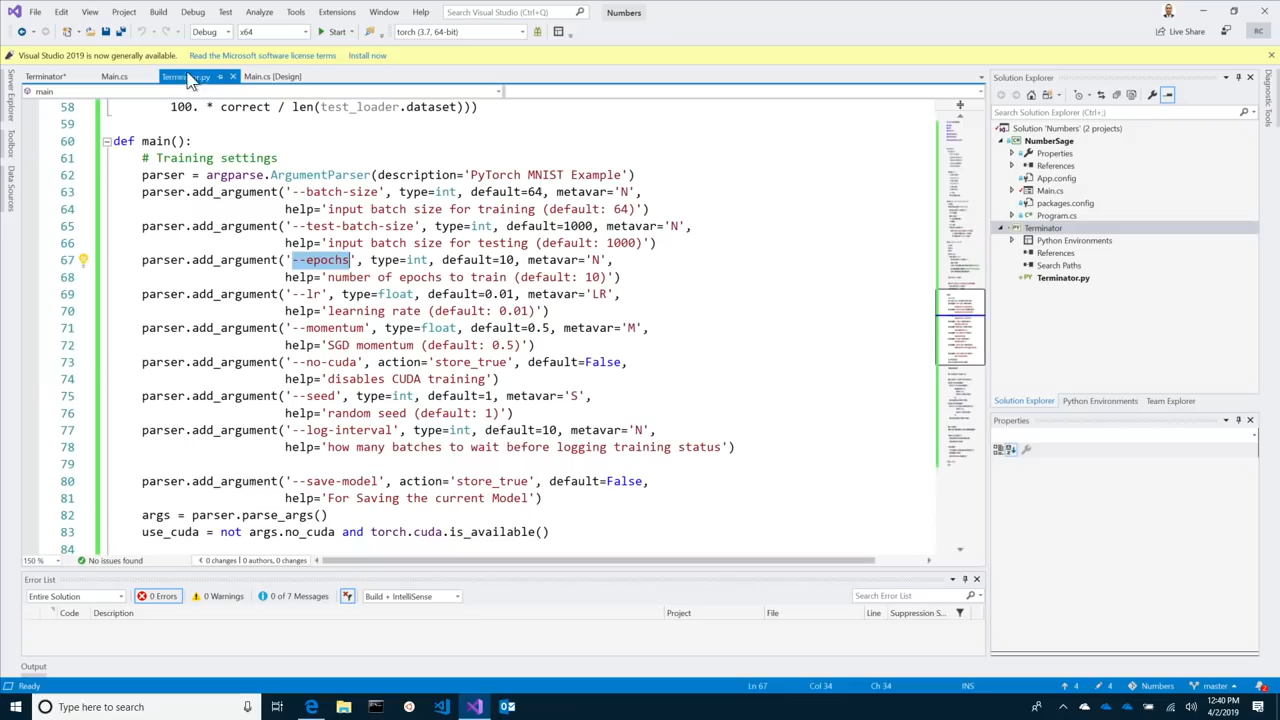 File Edit View Project Build Debug Team Test Analyze Tools Extensions Window Help Search Visual Studio (Ctrl+;) Numbers
Debug x64 Start torch (3.7, 64-bit) Live Share RC
Visual Studio 2019 is now generally available. Read the Microsoft software license terms Install now
Terminator* Main.cs Terminator.py Main.cs [Design]
main
Server Explorer
Toolbox
Data Sources
58 100. * correct / len(test_loader.dataset)))
59
60 def main():
61 # Training settings
62 parser = argparse.ArgumentParser(description='PyTorch MNIST Example')
63 parser.add_argument('--batch-size', type=int, default=64, metavar='N',
64 help='input batch size for training (default: 64)')
65 parser.add_argument('--test-batch-size', type=int, default=1000, metavar='N',
66 help='input batch size for testing (default: 1000)')
67 parser.add_argument('--epochs', type=int, default=10, metavar='N',
68 help='number of epochs to train (default: 10)')
69 parser.add_argument('--lr', type=float, default=0.01, metavar='LR',
70 help='learning rate (default: 0.01)')
71 parser.add_argument('--momentum', type=float, default=0.5, metavar='M',
72 help='SGD momentum (default: 0.5)')
73 parser.add_argument('--no-cuda', action='store_true', default=False,
74 help='disables CUDA training')
75 parser.add_argument('--seed', type=int, default=1, metavar='S',
76 help='random seed (default: 1)')
77 parser.add_argument('--log-interval', type=int, default=10, metavar='N',
78 help='how many batches to wait before logging training status')
79
80 parser.add_argument('--save-model', action='store_true', default=False,
81 help='For Saving the current Model')
82 args = parser.parse_args()
83 use_cuda = not args.no_cuda and torch.cuda.is_available()
84
150 % No issues found 0 changes | 0 authors, 0 changes
Error List
Entire Solution 0 Errors 0 Warnings 0 of 7 Messages Build + IntelliSense Search Error List
Code Description Project File Line Suppression S...
Output
Solution Explorer
Search Solution Explorer (Ctrl+;)
Solution 'Numbers' (2 projects)
NumberSage
Properties
References
App.config
Main.cs
packages.config
Program.cs
Terminator
Python Environments
References
Search Paths
Terminator.py
Solution Explorer Python Environments Team Explorer
Properties
Diagnostic Tools
Ready Ln 67 Col 34 Ch 34 INS 4 4 Numbers master 2
Type here to search
12:40 PM
4/2/2019